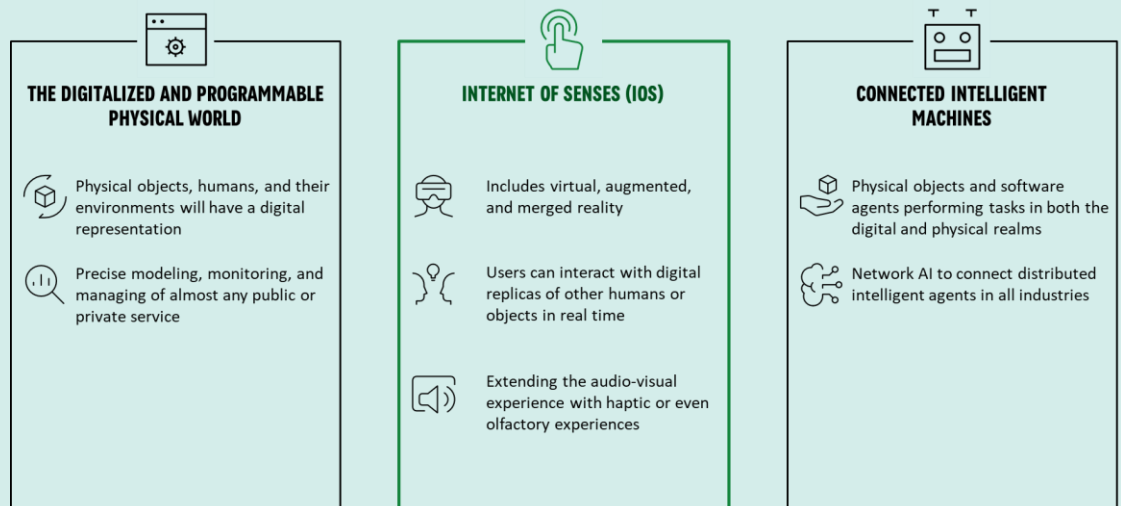 THE DIGITALIZED AND PROGRAMMABLE
PHYSICAL WORLD
Physical objects, humans, and their
environments will have a digital
representation
Precise modeling, monitoring, and
managing of almost any public or
private service
INTERNET OF SENSES (IOS)
Includes virtual, augmented,
and merged reality
Users can interact with digital
replicas of other humans or
objects in real time
Extending the audio-visual
experience with haptic or even
olfactory experiences
CONNECTED INTELLIGENT
MACHINES
Physical objects and software
agents performing tasks in both the
digital and physical realms
Network AI to connect distributed
intelligent agents in all industries